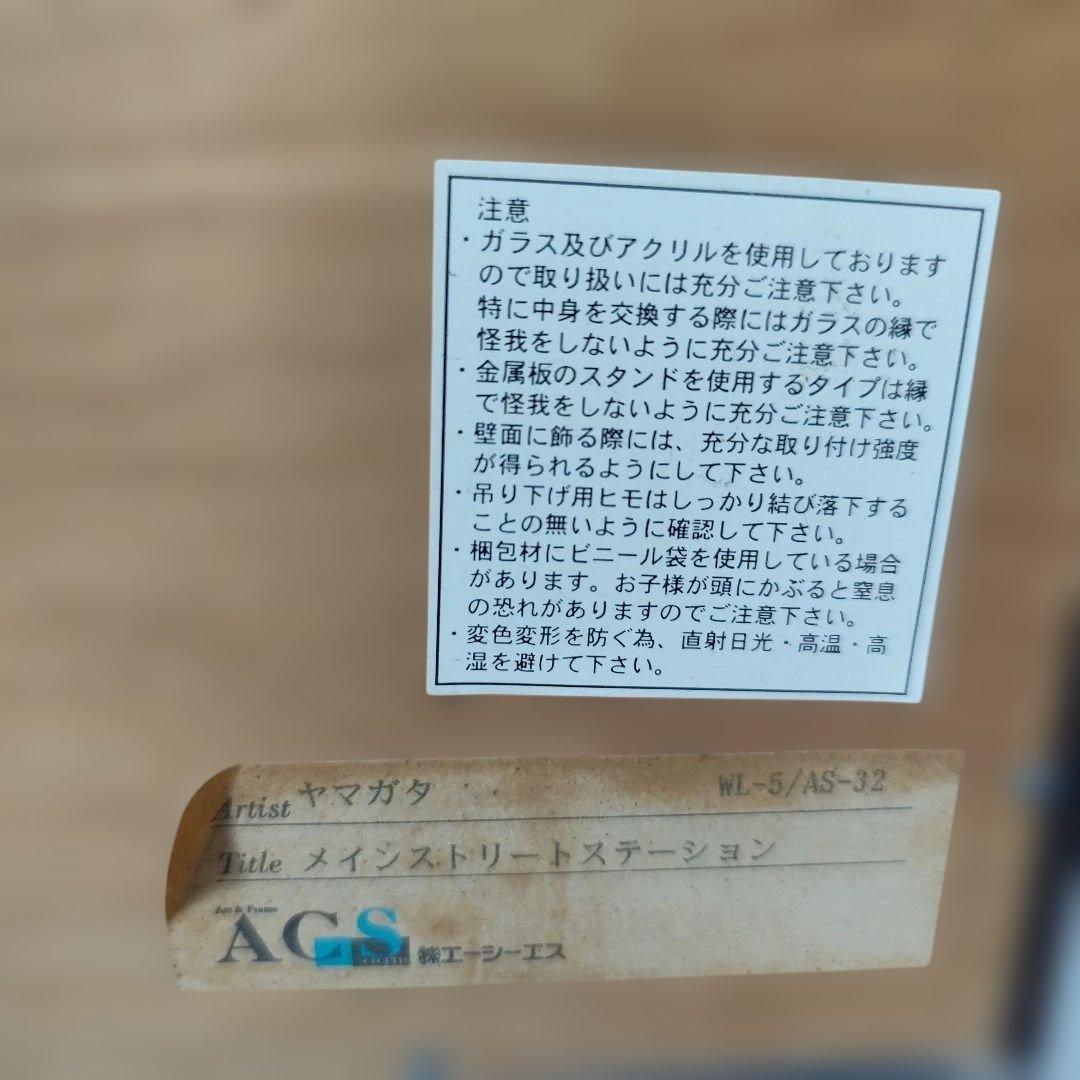 注意
・ガラス及びアクリルを使用しております
ので取り扱いには充分ご注意下さい。
特に中身を交換する際にはガラスの縁で
怪我をしないように充分ご注意下さい。
・金属板のスタンドを使用するタイプは縁
で怪我をしないように充分ご注意下さい。
・壁面に飾る際には、充分な取り付け強度
が得られるようにして下さい。
・吊り下げ用ヒモはしっかり結び落下する
ことの無いように確認して下さい。
・梱包材にビニール袋を使用している場合
があります。お子様が頭にかぶると窒息
の恐れがありますのでご注意下さい。
・変色変形を防ぐ為、直射日光・高温・高
湿を避けて下さい。
Artist ヤマガタ WL-5/AS-32
Title メインストリートステーション
Art & Frame
ACS ㈱エーシーエス